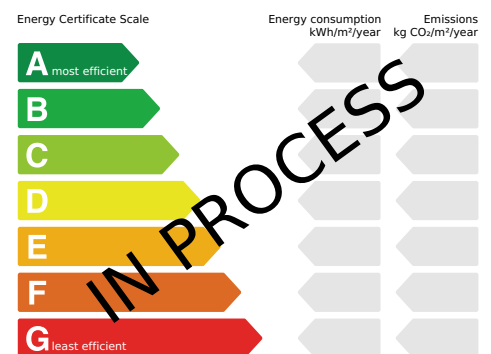 Energy Certificate Scale
Energy consumption
kWh/m²/year
Emissions
kg CO₂/m²/year
A most efficient
B
C
D
E
F
G least efficient
IN PROCESS